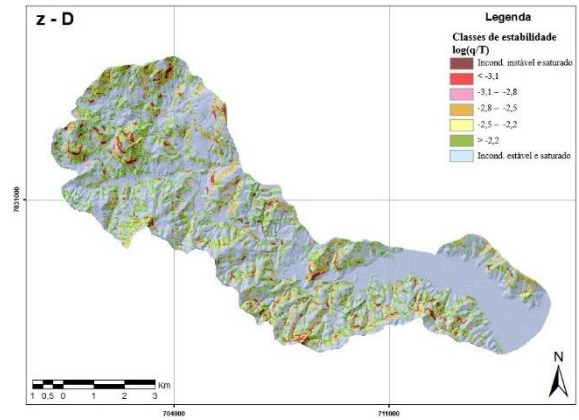 z - D
Legenda
Classes de estabilidade
log(q/T)
Incond. instável e saturado
< -3,1
-3,1 – -2,8
-2,8 – -2,5
-2,5 – -2,2
> -2,2
Incond. estável e saturado
7031000
N
Km
1 0,5 0 1 2 3
704000
711000